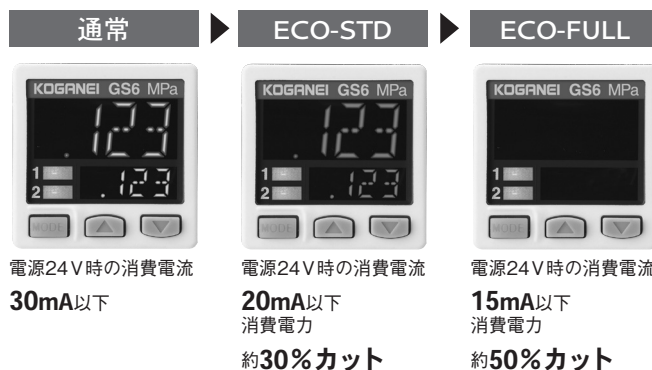 通常
ECO-STD
ECO-FULL
KOGANEI GS6 MPa
.123
1
2
.123
MODE
KOGANEI GS6 MPa
.123
1
2
.123
MODE
KOGANEI GS6 MPa
1
2
MODE
電源24V時の消費電流
30mA以下
電源24V時の消費電流
20mA以下
消費電力
約30%カット
電源24V時の消費電流
15mA以下
消費電力
約50%カット